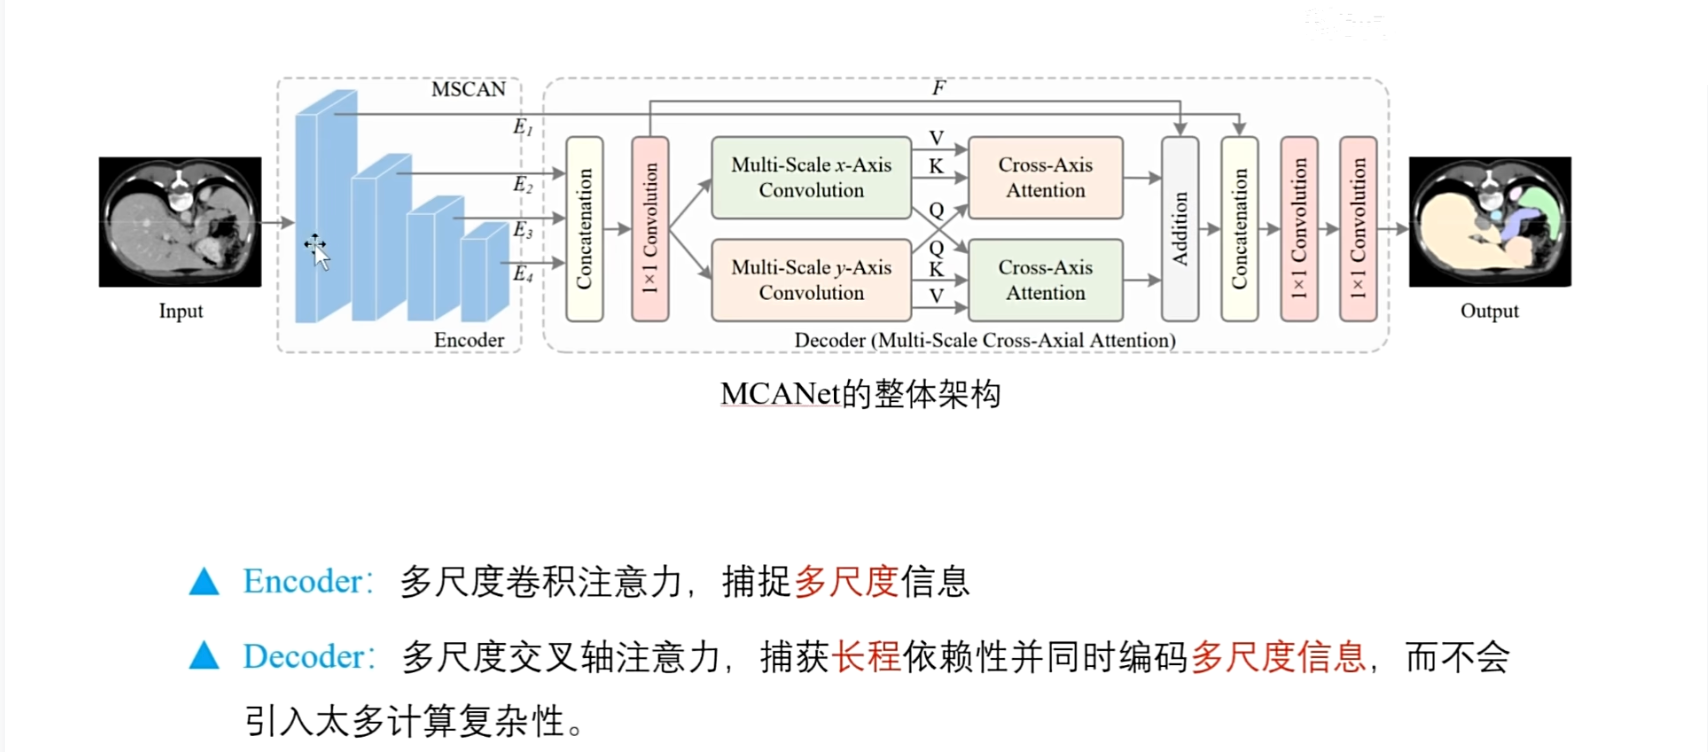 MSCAN
F
E1
E2
E3
E4
Concatenation
1×1 Convolution
Multi-Scale x-Axis
Convolution
Multi-Scale y-Axis
Convolution
V
K
Q
Q
K
V
Cross-Axis
Attention
Cross-Axis
Attention
Addition
Concatenation
1×1 Convolution
1×1 Convolution
Input
Encoder
Decoder (Multi-Scale Cross-Axial Attention)
Output
MCANet的整体架构
Encoder： 多尺度卷积注意力，捕捉多尺度信息
Decoder： 多尺度交叉轴注意力，捕获长程依赖性并同时编码多尺度信息，而不会
引入太多计算复杂性。